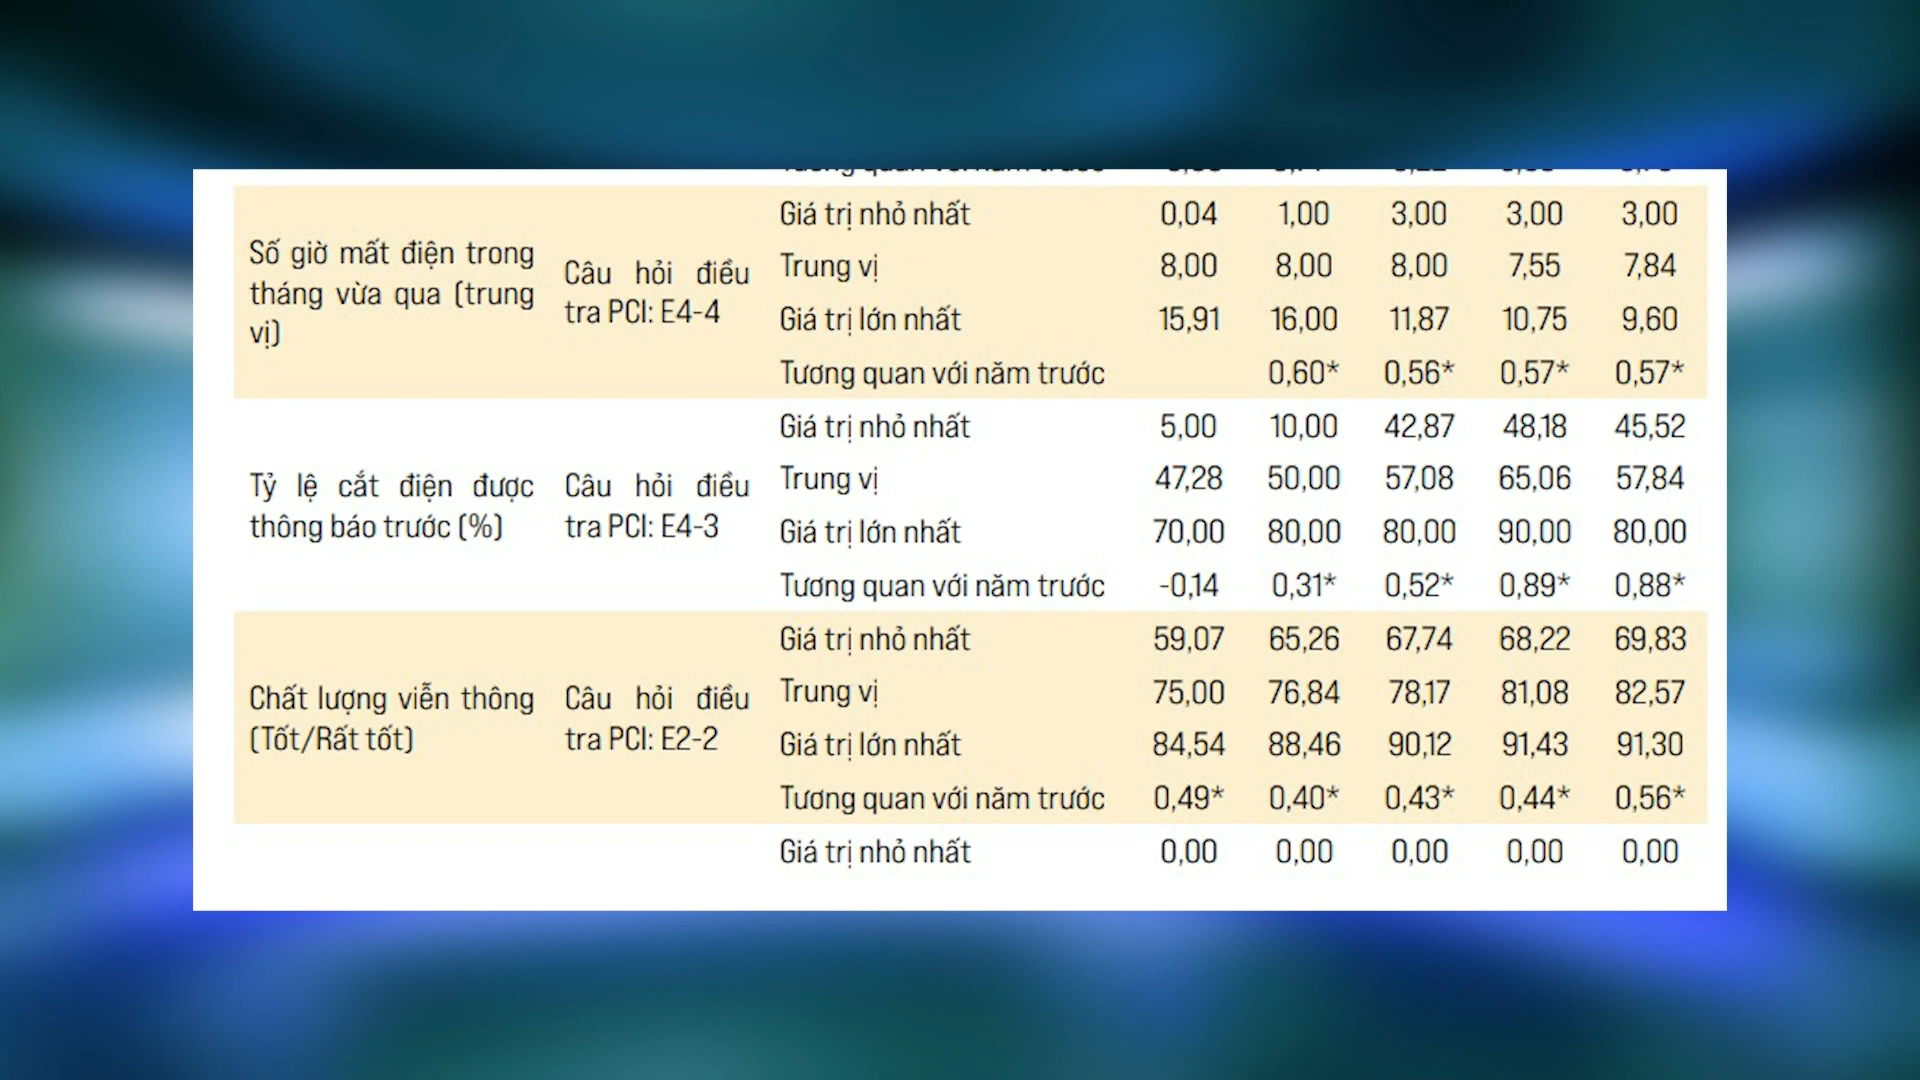 Giá trị nhỏ nhất 0,04 1,00 3,00 3,00 3,00
Số giờ mất điện trong
tháng vừa qua (trung
vị)
Câu hỏi điều
tra PCI: E4-4
Trung vị 8,00 8,00 8,00 7,55 7,84
Giá trị lớn nhất 15,91 16,00 11,87 10,75 9,60
Tương quan với năm trước 0,60* 0,56* 0,57* 0,57*
Giá trị nhỏ nhất 5,00 10,00 42,87 48,18 45,52
Tỷ lệ cắt điện được
thông báo trước (%)
Câu hỏi điều
tra PCI: E4-3
Trung vị 47,28 50,00 57,08 65,06 57,84
Giá trị lớn nhất 70,00 80,00 80,00 90,00 80,00
Tương quan với năm trước -0,14 0,31* 0,52* 0,89* 0,88*
Giá trị nhỏ nhất 59,07 65,26 67,74 68,22 69,83
Chất lượng viễn thông
(Tốt/Rất tốt)
Câu hỏi điều
tra PCI: E2-2
Trung vị 75,00 76,84 78,17 81,08 82,57
Giá trị lớn nhất 84,54 88,46 90,12 91,43 91,30
Tương quan với năm trước 0,49* 0,40* 0,43* 0,44* 0,56*
Giá trị nhỏ nhất 0,00 0,00 0,00 0,00 0,00